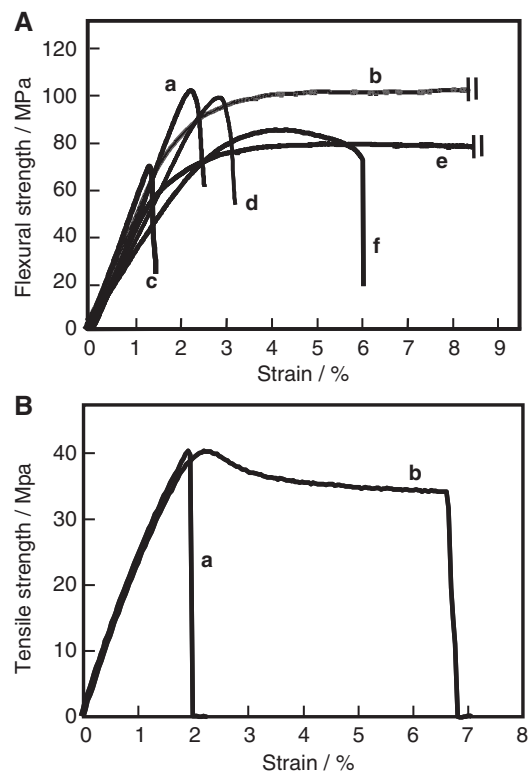 A
Flexural strength / MPa
120
100
80
60
40
20
0
a
b
c
d
e
f
0 1 2 3 4 5 6 7 8 9
Strain / %
B
Tensile strength / Mpa
40
30
20
10
0
a
b
0 1 2 3 4 5 6 7 8
Strain / %